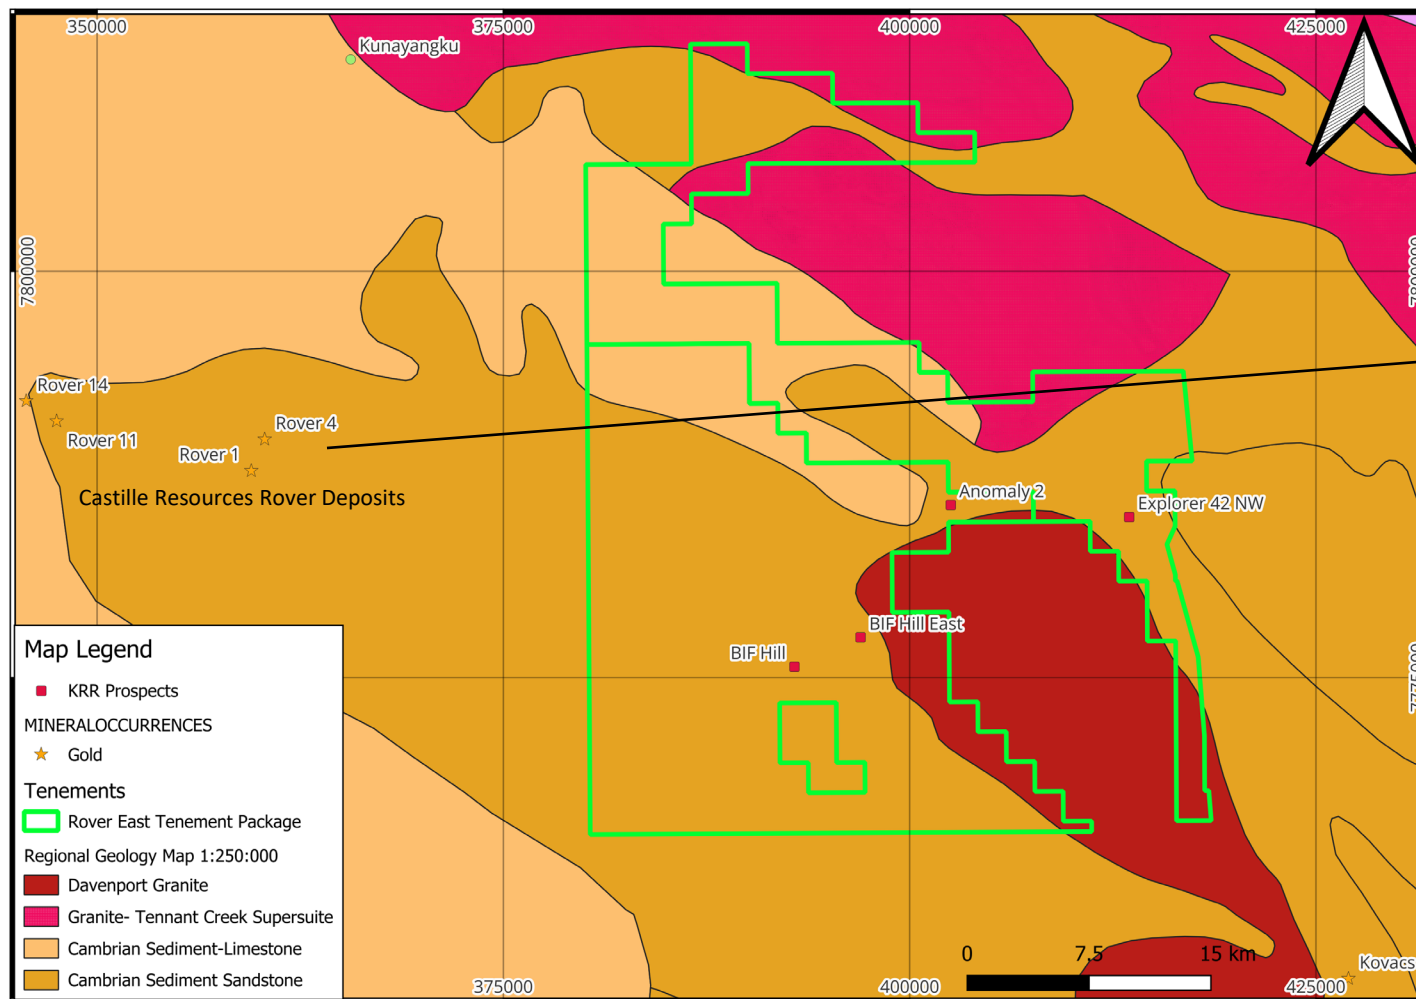 350000
375000
400000
425000
Kunayangku
7800000
7800000
Rover 14
Rover 11
Rover 4
Rover 1
Castille Resources Rover Deposits
Anomaly 2
Explorer 42 NW
BIF Hill East
BIF Hill
7775000
Map Legend
KRR Prospects
MINERALOCCURRENCES
Gold
Tenements
Rover East Tenement Package
Regional Geology Map 1:250:000
Davenport Granite
Granite- Tennant Creek Supersuite
Cambrian Sediment-Limestone
Cambrian Sediment Sandstone
0 7.5 15 km
Kovacs
375000
400000
425000